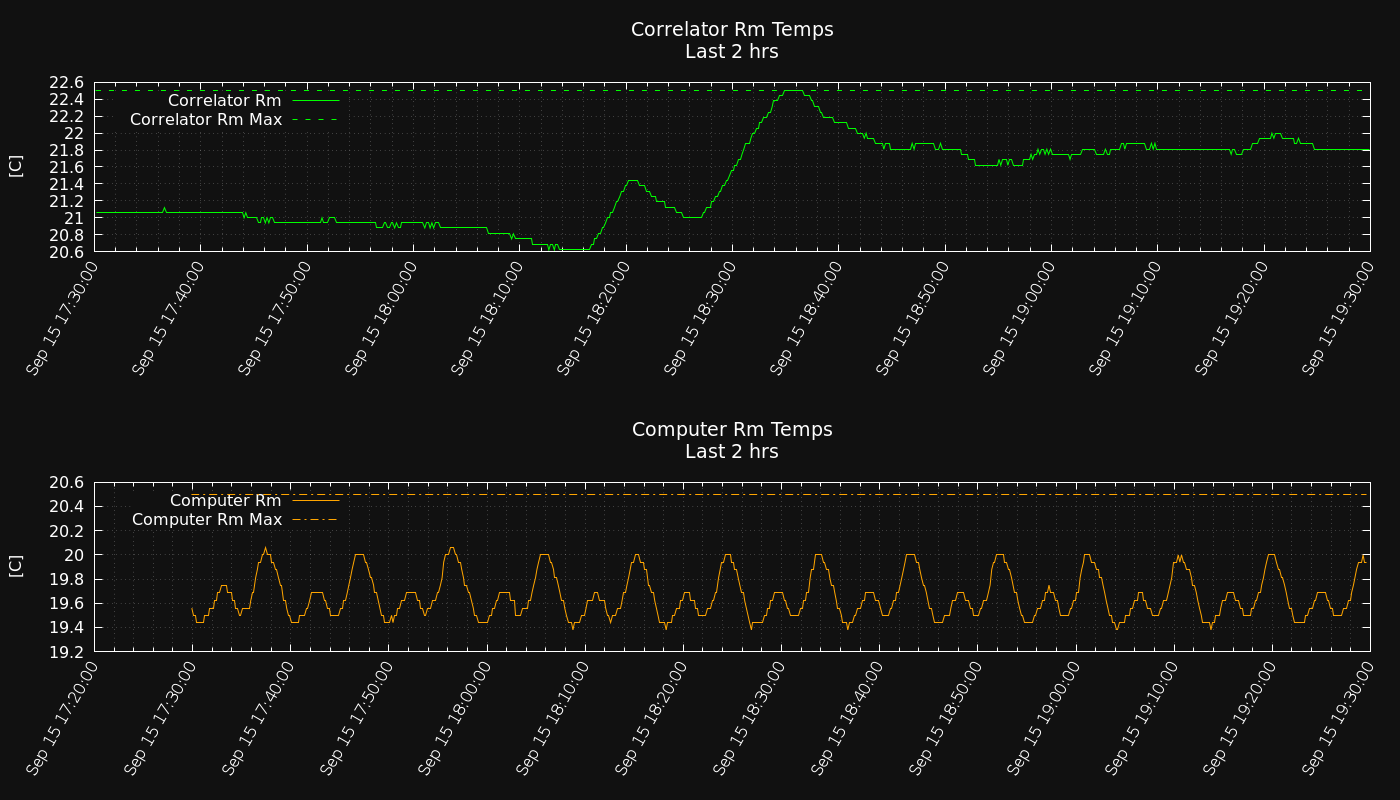 Correlator Rm Temps
Last 2 hrs
[C]
22.6
22.4
22.2
22
21.8
21.6
21.4
21.2
21
20.8
20.6
Correlator Rm
Correlator Rm Max
Sep 15 17:30:00
Sep 15 17:40:00
Sep 15 17:50:00
Sep 15 18:00:00
Sep 15 18:10:00
Sep 15 18:20:00
Sep 15 18:30:00
Sep 15 18:40:00
Sep 15 18:50:00
Sep 15 19:00:00
Sep 15 19:10:00
Sep 15 19:20:00
Sep 15 19:30:00
Computer Rm Temps
Last 2 hrs
[C]
20.6
20.4
20.2
20
19.8
19.6
19.4
19.2
Computer Rm
Computer Rm Max
Sep 15 17:20:00
Sep 15 17:30:00
Sep 15 17:40:00
Sep 15 17:50:00
Sep 15 18:00:00
Sep 15 18:10:00
Sep 15 18:20:00
Sep 15 18:30:00
Sep 15 18:40:00
Sep 15 18:50:00
Sep 15 19:00:00
Sep 15 19:10:00
Sep 15 19:20:00
Sep 15 19:30:00